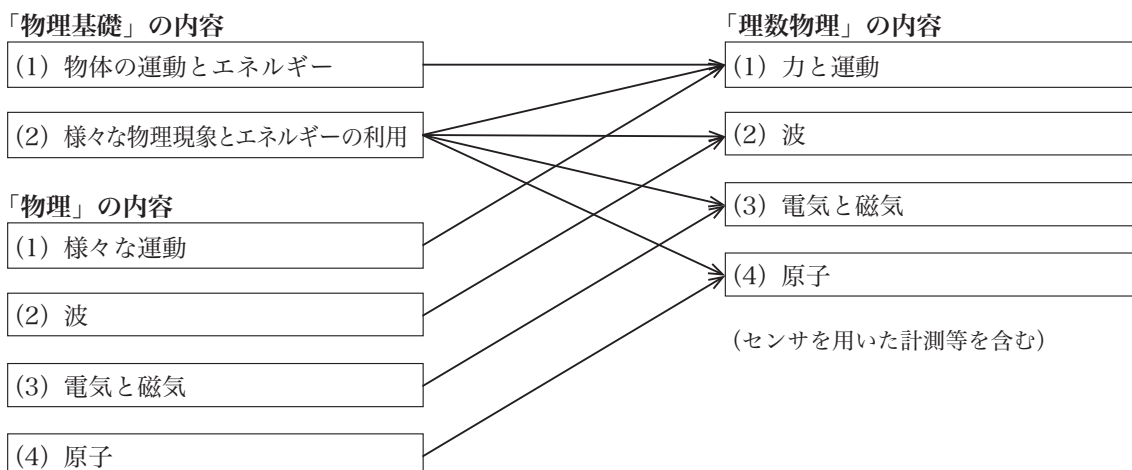 「物理基礎」の内容
(1) 物体の運動とエネルギー
(2) 様々な物理現象とエネルギーの利用
「物理」の内容
(1) 様々な運動
(2) 波
(3) 電気と磁気
(4) 原子
「理数物理」の内容
(1) 力と運動
(2) 波
(3) 電気と磁気
(4) 原子
（センサを用いた計測等を含む）